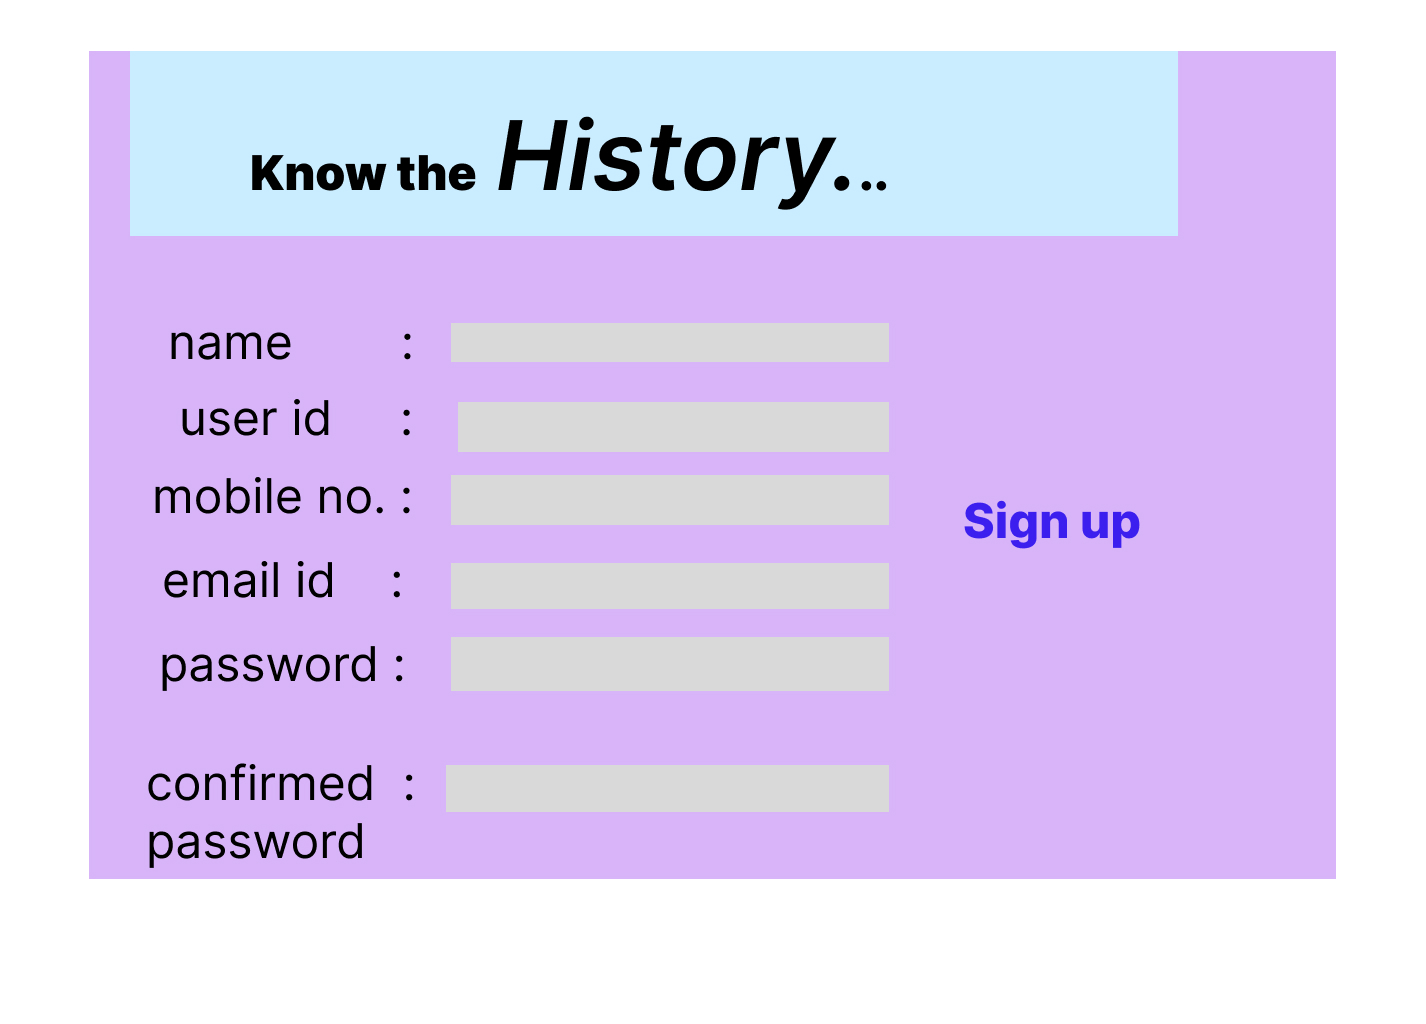 Know the History...
name :
user id :
mobile no. :
Sign up
email id :
password :
confirmed :
password